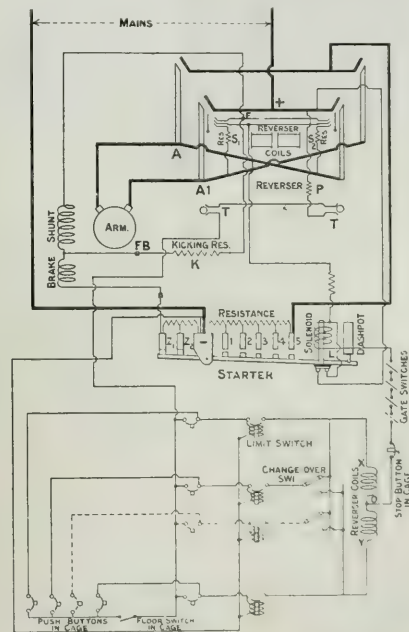 MAINS
+
F
RES
S
REVERSER
COILS
S
RES
A
A1
REVERSER
P
T
T
ARM.
SHUNT
FB
KICKING RES.
K
BRAKE
RESISTANCE
SOLENOID
DASHPOT
1
2
3
4
5
L
STARTER
GATE SWITCHES
LIMIT SWITCH
CHANGE OVER
SWI
X
REVERSER COILS
Y
STOP BUTTON
IN CAGE
PUSH BUTTONS
IN CAGE
FLOOR SWITCH
IN CAGE